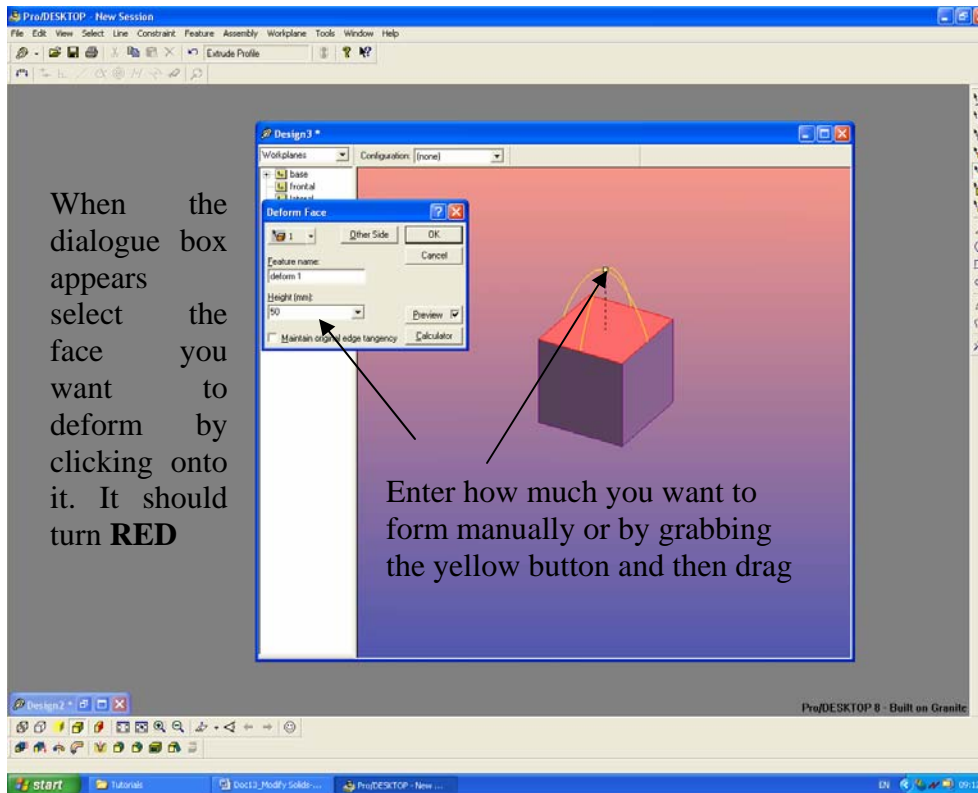 Pro/DESKTOP - New Session
File Edit View Select Line Constraint Feature Assembly Workplane Tools Window Help
Extrude Profile
Design3 *
Workplanes
Configuration: (none)
base
frontal
lateral
Deform Face
1
Other Side
OK
Cancel
Feature name:
deform 1
Height (mm):
50
Preview
Maintain original edge tangency
Calculator
When the
dialogue box
appears
select the
face you
want to
deform by
clicking onto
it. It should
turn RED
Enter how much you want to
form manually or by grabbing
the yellow button and then drag
Design2 *
Pro/DESKTOP 8 - Built on Granite
start
Tutorials
Doc13_Modify Solids-...
Pro/DESKTOP - New ...
EN